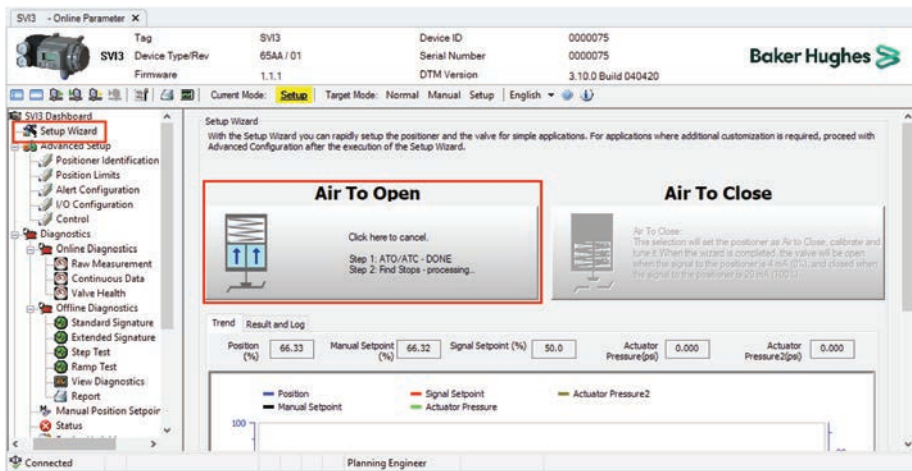 SVI3 - Online Parameter
Tag SVI3 Device ID 0000075
SVI3 Device Type/Rev 65AA / 01 Serial Number 0000075
Firmware 1.1.1 DTM Version 3.10.0 Build 040420
Baker Hughes
Current Mode: Setup Target Mode: Normal Manual Setup English
SVI3 Dashboard
Setup Wizard
Advanced Setup
Positioner Identification
Position Limits
Alert Configuration
I/O Configuration
Control
Diagnostics
Online Diagnostics
Raw Measurement
Continuous Data
Valve Health
Offline Diagnostics
Standard Signature
Extended Signature
Step Test
Ramp Test
View Diagnostics
Report
Manual Position Setpoir
Status
Setup Wizard
With the Setup Wizard you can rapidly setup the positioner and the valve for simple applications. For applications where additional customization is required, proceed with
Advanced Configuration after the execution of the Setup Wizard.
Air To Open
Click here to cancel.
Step 1: ATO/ATC - DONE
Step 2: Find Stops - processing...
Air To Close
Air To Close:
This selection will set the positioner as Air to Close, calibrate and
tune it. When the wizard is completed, the valve will be open
when the signal to the positioner is 4 mA (0%), and closed when
the signal to the positioner is 20 mA (100%).
Trend Result and Log
Position (%) 66.33 Manual Setpoint (%) 66.32 Signal Setpoint (%) 50.0 Actuator Pressure(psi) 0.000 Actuator Pressure2(psi) 0.000
Position Signal Setpoint Actuator Pressure2
Manual Setpoint Actuator Pressure
100
Connected Planning Engineer